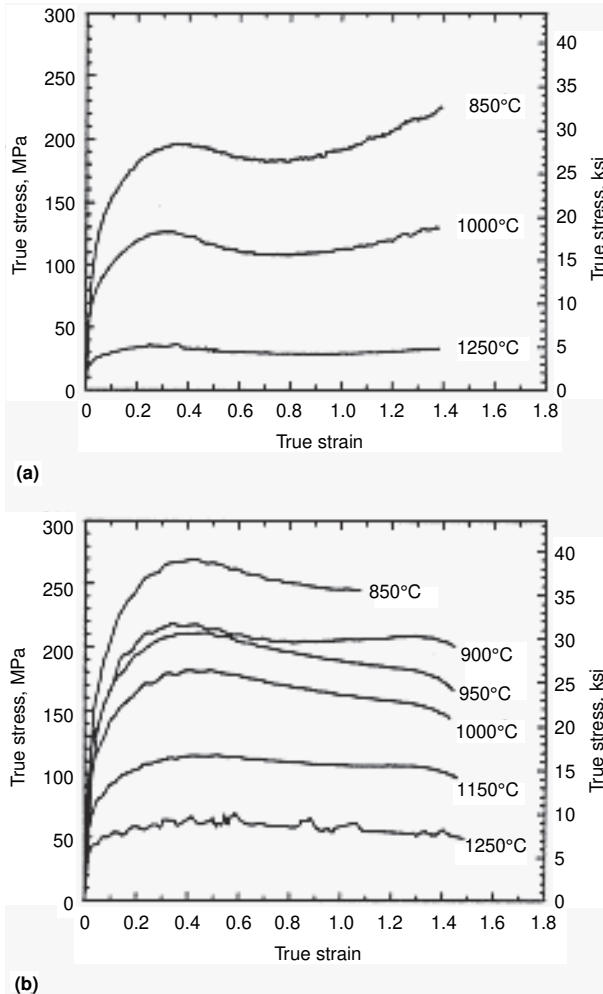 300
250
200
150
100
50
0
True stress, MPa
40
35
30
25
20
15
10
5
0
True stress, ksi
850°C
1000°C
1250°C
0 0.2 0.4 0.6 0.8 1.0 1.2 1.4 1.6 1.8
True strain
(a)
300
250
200
150
100
50
0
True stress, MPa
40
35
30
25
20
15
10
5
0
True stress, ksi
850°C
900°C
950°C
1000°C
1150°C
1250°C
0 0.2 0.4 0.6 0.8 1.0 1.2 1.4 1.6 1.8
True strain
(b)